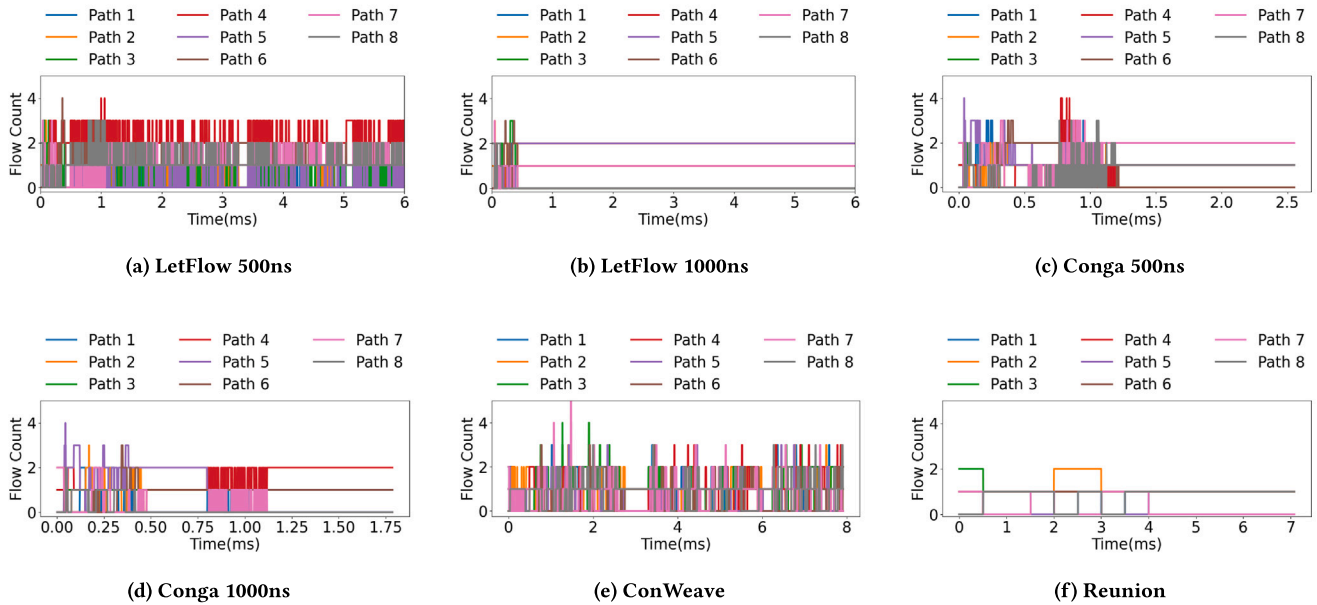 Path 1 Path 4 Path 7
Path 2 Path 5 Path 8
Path 3 Path 6
Flow Count
4
2
0
0 1 2 3 4 5 6
Time(ms)
(a) LetFlow 500ns
Path 1 Path 4 Path 7
Path 2 Path 5 Path 8
Path 3 Path 6
Flow Count
4
2
0
0 1 2 3 4 5 6
Time(ms)
(b) LetFlow 1000ns
Path 1 Path 4 Path 7
Path 2 Path 5 Path 8
Path 3 Path 6
Flow Count
4
2
0
0.0 0.5 1.0 1.5 2.0 2.5
Time(ms)
(c) Conga 500ns
Path 1 Path 4 Path 7
Path 2 Path 5 Path 8
Path 3 Path 6
Flow Count
4
2
0
0.00 0.25 0.50 0.75 1.00 1.25 1.50 1.75
Time(ms)
(d) Conga 1000ns
Path 1 Path 4 Path 7
Path 2 Path 5 Path 8
Path 3 Path 6
Flow Count
4
2
0
0 2 4 6 8
Time(ms)
(e) ConWeave
Path 1 Path 4 Path 7
Path 2 Path 5 Path 8
Path 3 Path 6
Flow Count
4
2
0
0 1 2 3 4 5 6 7
Time(ms)
(f) Reunion